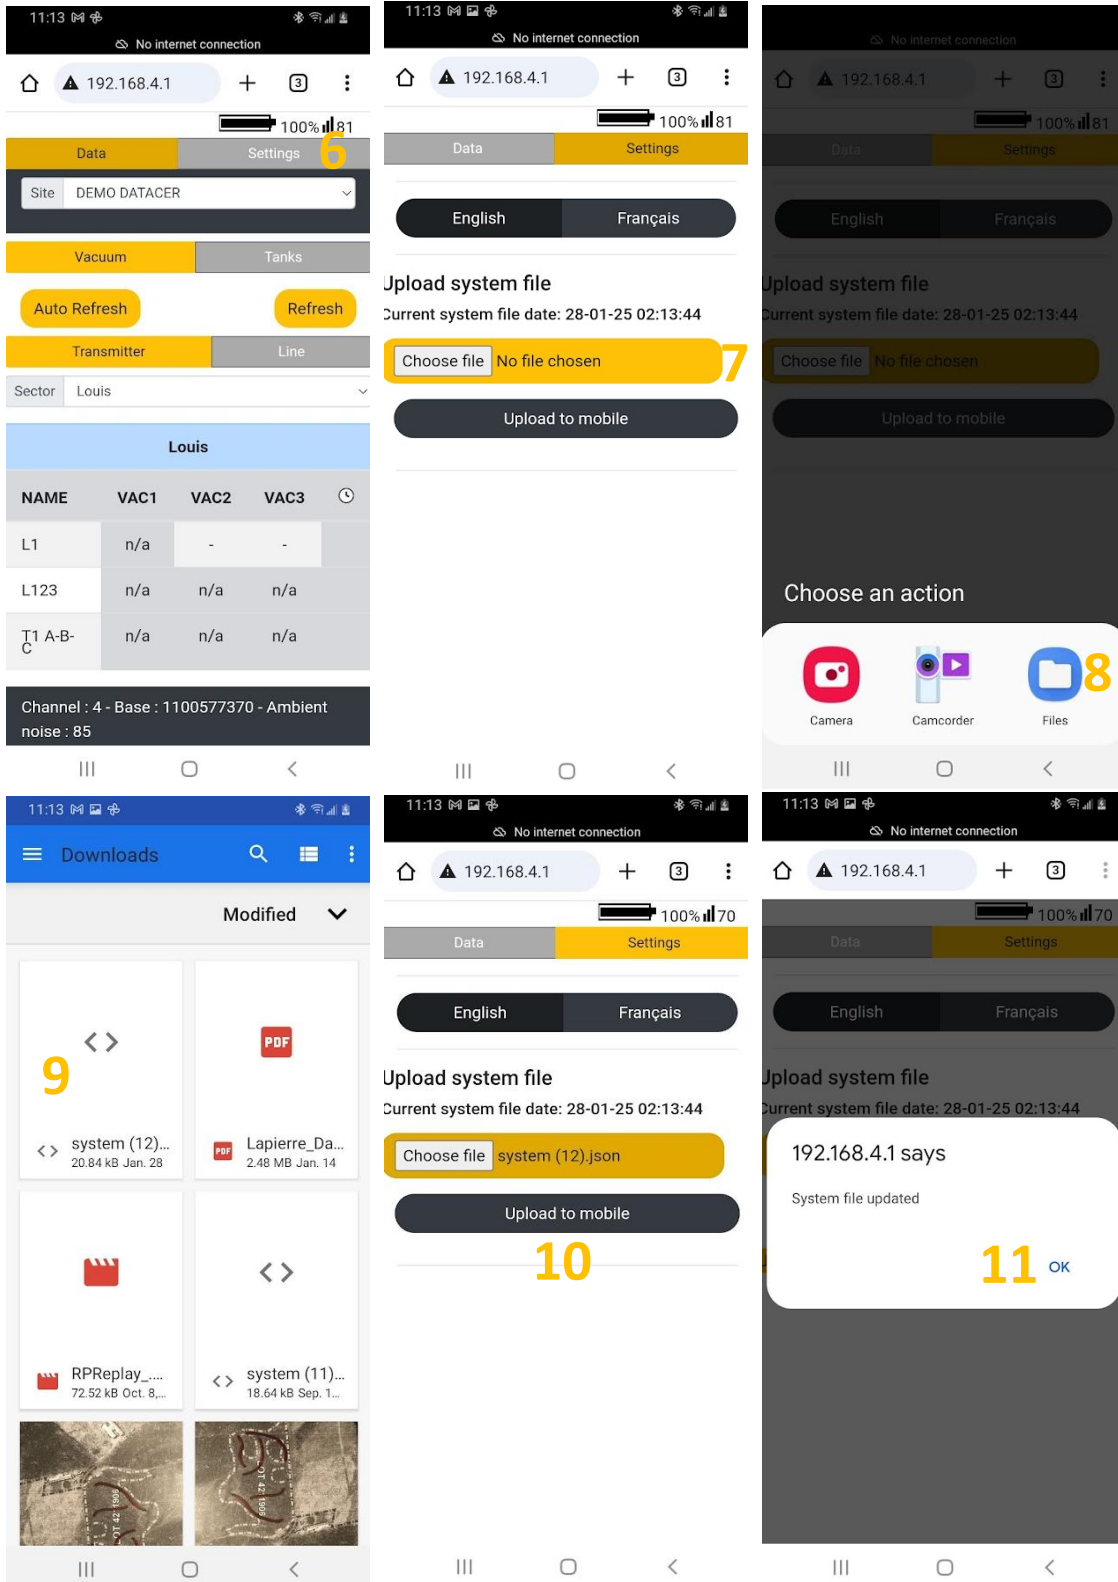 11:13
No internet connection
192.168.4.1
3
100% 81
Data
Settings
6
Site
DEMO DATACER
Vacuum
Tanks
Auto Refresh
Refresh
Transmitter
Line
Sector
Louis
Louis
NAME VAC1 VAC2 VAC3
L1 n/a - -
L123 n/a n/a n/a
T1 A-B-
C
n/a n/a n/a
Channel : 4 - Base : 1100577370 - Ambient
noise : 85
11:13
No internet connection
192.168.4.1
3
100% 81
Data
Settings
English
Français
Upload system file
Current system file date: 28-01-25 02:13:44
Choose file No file chosen
7
Upload to mobile
No internet connection
192.168.4.1
3
100% 81
Data
Settings
English
Français
Upload system file
Current system file date: 28-01-25 02:13:44
Choose file No file chosen
Upload to mobile
Choose an action
8
Camera
Camcorder
Files
11:13
Downloads
Modified
9
PDF
system (12)...
20.84 kB Jan. 28
PDF
Lapierre_Da...
2.48 MB Jan. 14
RPReplay_....
72.52 kB Oct. 8,...
system (11)...
18.64 kB Sep. 1...
LOT 42 1906
OT 42 1906
11:13
No internet connection
192.168.4.1
3
100% 70
Data
Settings
English
Français
Upload system file
Current system file date: 28-01-25 02:13:44
Choose file system (12).json
Upload to mobile
10
11:13
No internet connection
192.168.4.1
3
100% 70
Data
Settings
English
Français
Upload system file
Current system file date: 28-01-25 02:13:44
192.168.4.1 says
System file updated
11
OK